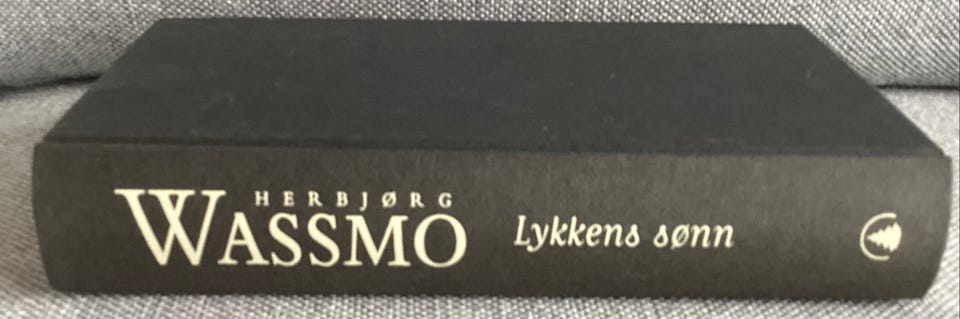 HERBJØRG
WASSMO
Lykkens sønn